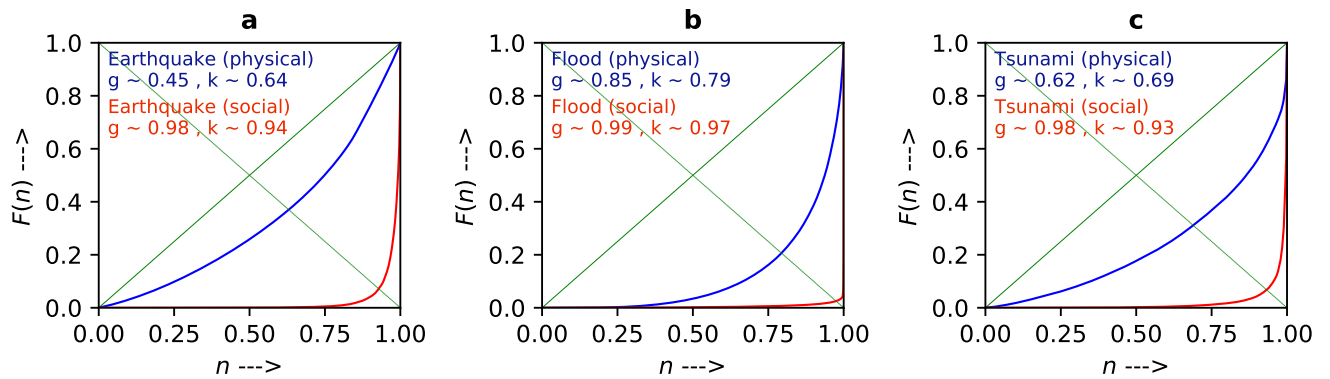 a
Earthquake (physical)
g ~ 0.45 , k ~ 0.64
Earthquake (social)
g ~ 0.98 , k ~ 0.94
1.0
0.8
0.6
0.4
0.2
0.0
F(n) --->
0.00 0.25 0.50 0.75 1.00
n --->
b
Flood (physical)
g ~ 0.85 , k ~ 0.79
Flood (social)
g ~ 0.99 , k ~ 0.97
1.0
0.8
0.6
0.4
0.2
0.0
F(n) --->
0.00 0.25 0.50 0.75 1.00
n --->
c
Tsunami (physical)
g ~ 0.62 , k ~ 0.69
Tsunami (social)
g ~ 0.98 , k ~ 0.93
1.0
0.8
0.6
0.4
0.2
0.0
F(n) --->
0.00 0.25 0.50 0.75 1.00
n --->